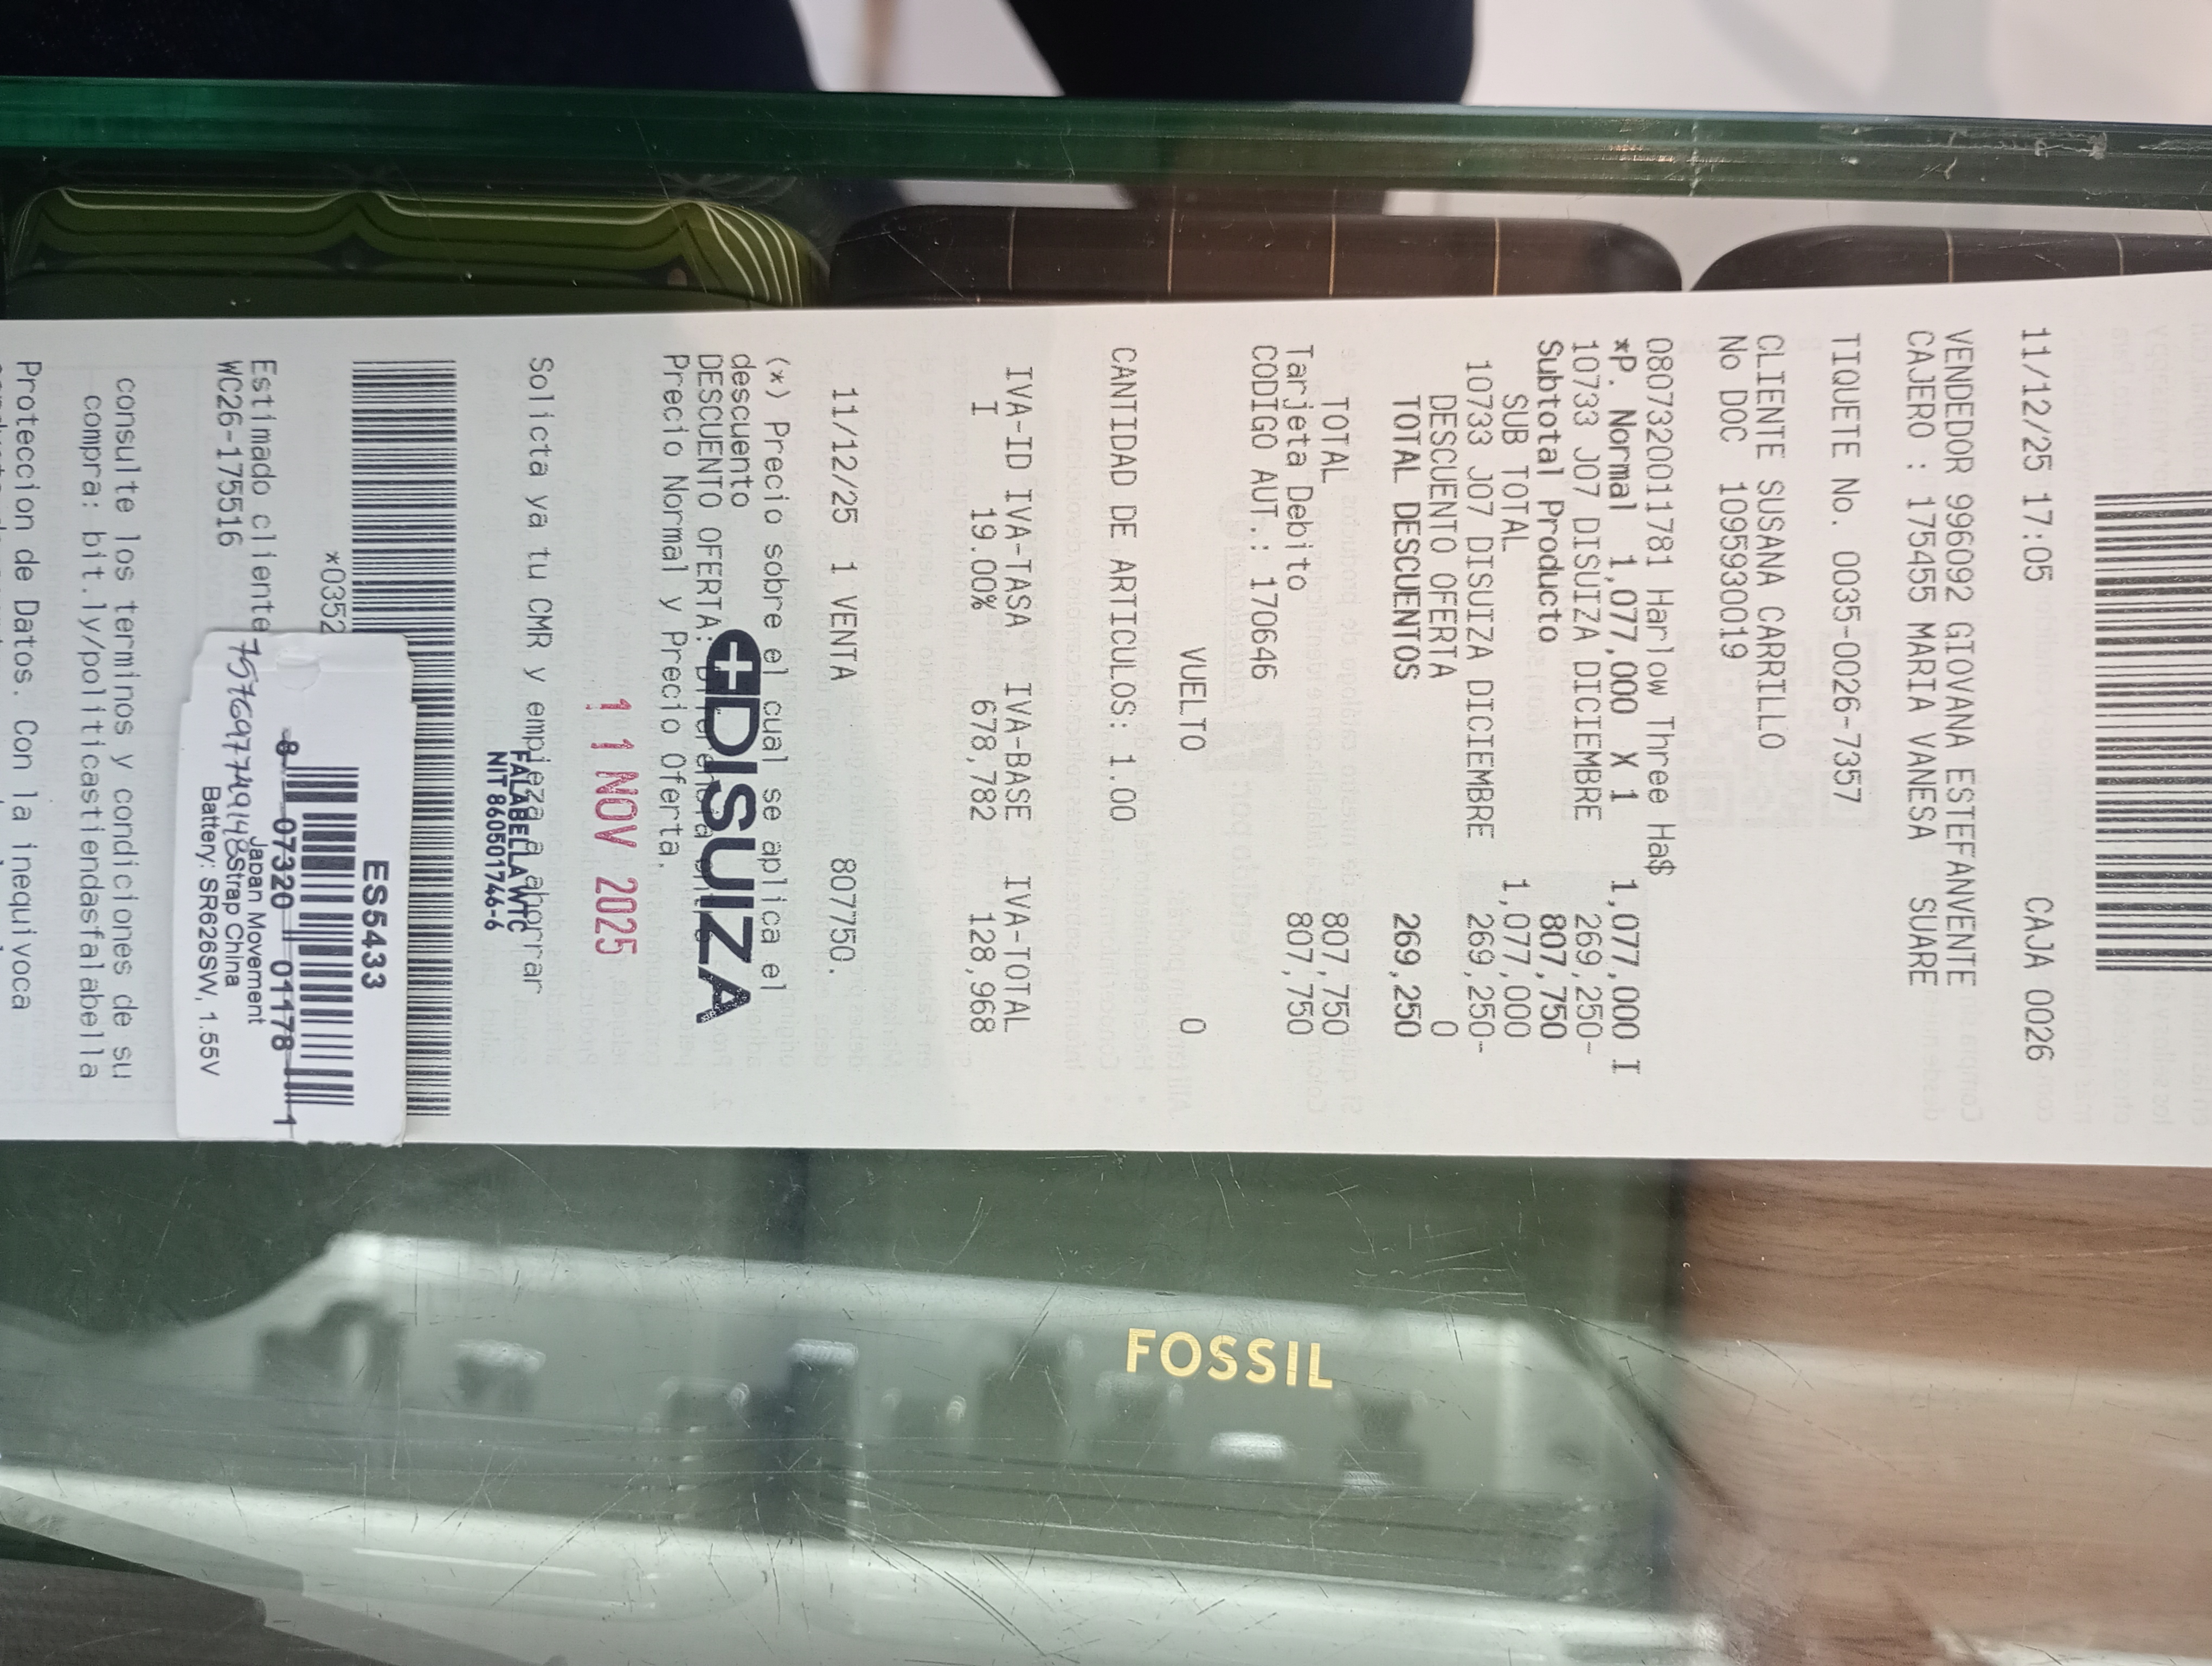 11/12/25 17:05 CAJA 0026
VENDEDOR 996092 GIOVANA ESTEFANVENTE
CAJERO : 175455 MARIA VANESA SUARE
TIQUETE No. 0035-0026-7357
CLIENTE SUSANA CARRILLO
No DOC 1095930019
0807320011781 Harlow Three Ha$
*P. Normal 1,077,000 X 1 1,077,000 I
10733 J07 DISUIZA DICIEMBRE 269,250-
Subtotal Producto 807,750
SUB TOTAL 1,077,000
10733 J07 DISUIZA DICIEMBRE 269,250-
DESCUENTO OFERTA 0
TOTAL DESCUENTOS 269,250
TOTAL 807,750
Tarjeta Debito 807,750
CODIGO AUT.: 170646
VUELTO 0
CANTIDAD DE ARTICULOS: 1.00
IVA-ID IVA-TASA IVA-BASE IVA-TOTAL
I 19.00% 678,782 128,968
11/12/25 1 VENTA 807750.
(*) Precio sobre el cual se aplica el
descuento
DESCUENTO OFERTA:
Precio Normal y Precio Oferta.
DISUIZA
11 NOV 2025
Solicta ya tu CMR y empieza a ahorrar
FALABELLA WTC
NIT 860501746-6
*0352
Estimado cliente
WC26-175516
ES5433
8 07320 01178 1
Japan Movement
Strap China
Battery: SR626SW, 1.55V
consulte los terminos y condiciones de su
compra: bit.ly/politicastiendasfalabella
Proteccion de Datos. Con la inequivoca
FOSSIL